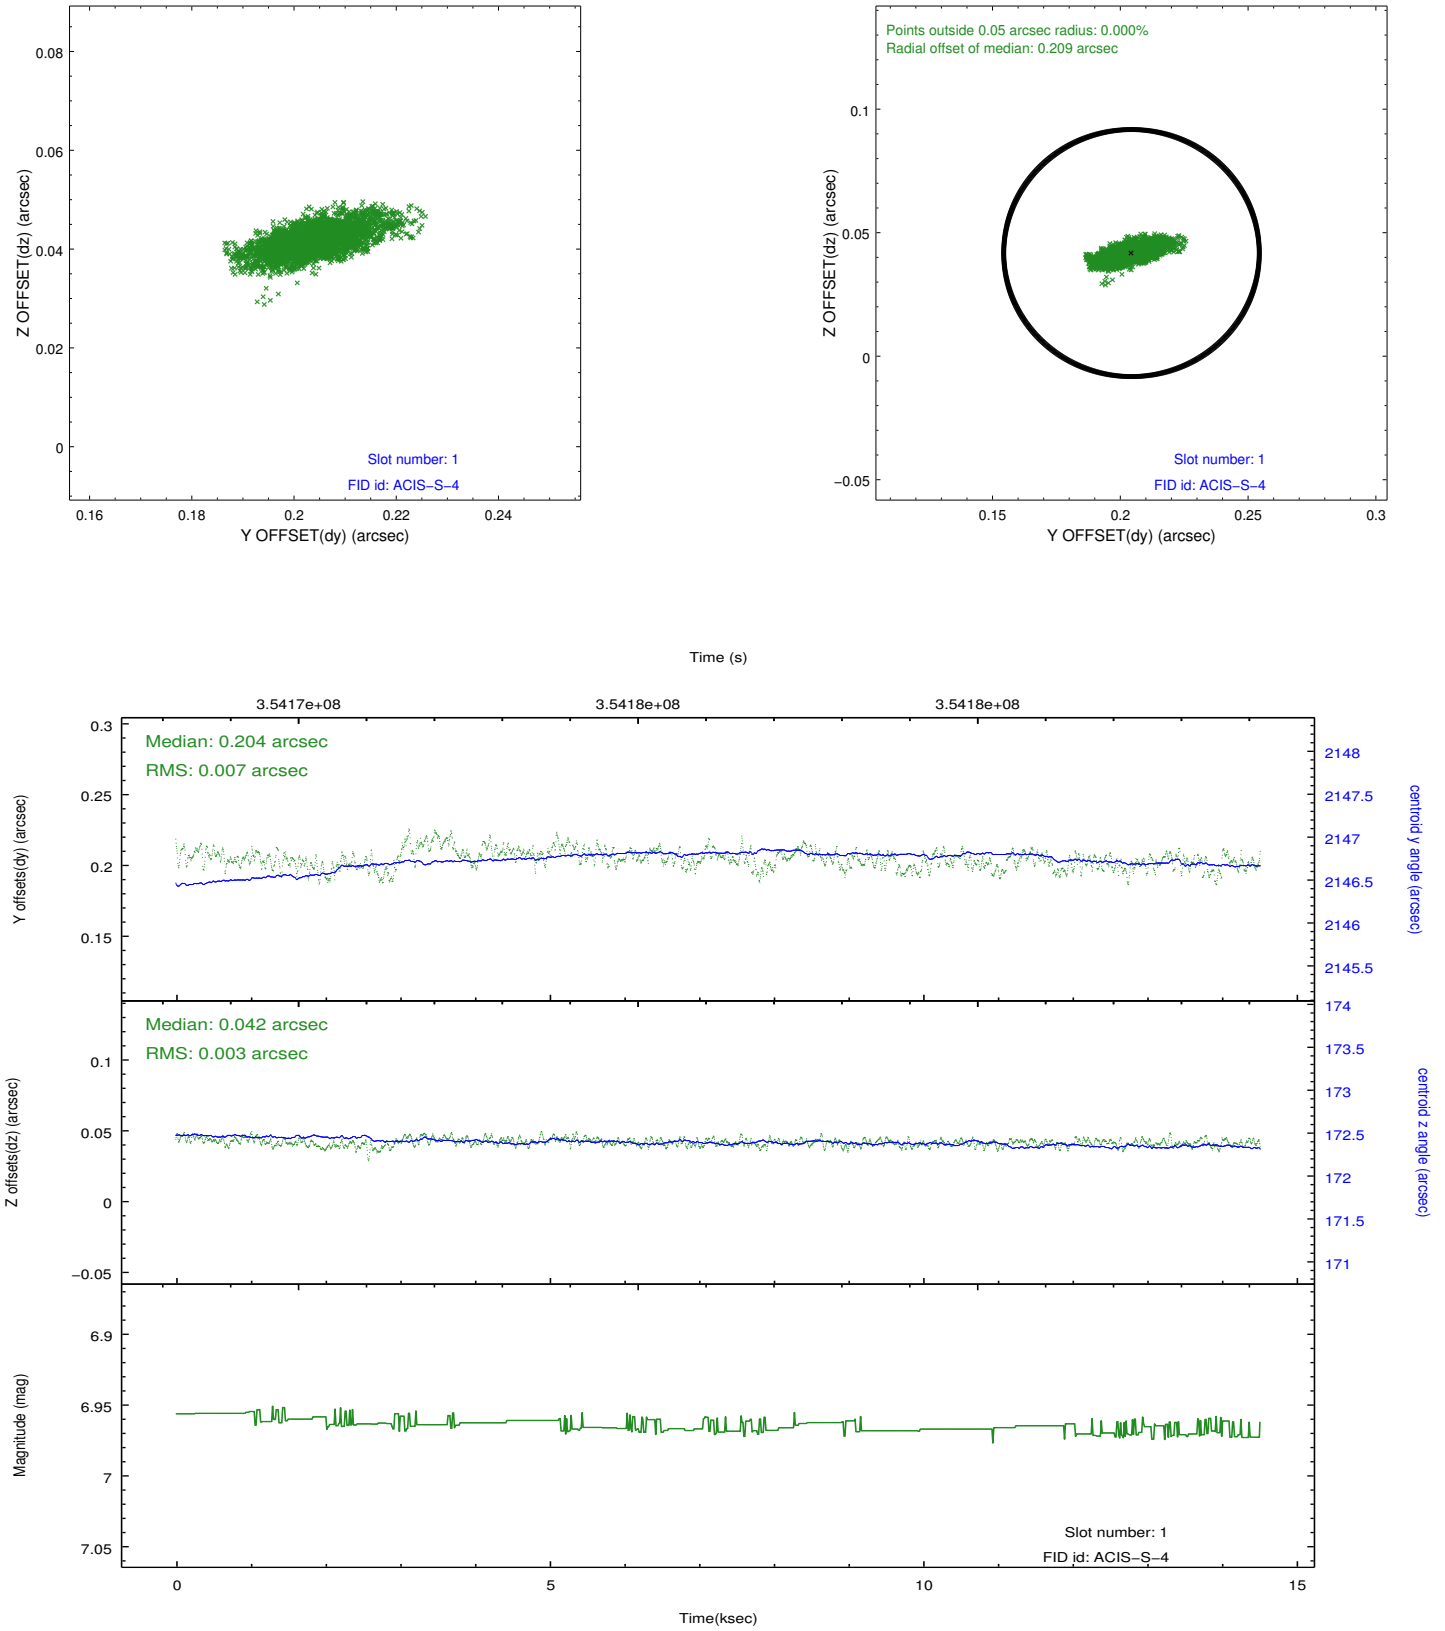 0.08
0.06
0.04
0.02
0
Z OFFSET(dz) (arcsec)
Slot number: 1
FID id: ACIS−S−4
0.16
0.18
0.2
0.22
0.24
Y OFFSET(dy) (arcsec)
Points outside 0.05 arcsec radius: 0.000%
Radial offset of median: 0.209 arcsec
0.1
0.05
0
−0.05
Z OFFSET(dz) (arcsec)
Slot number: 1
FID id: ACIS−S−4
0.15
0.2
0.25
0.3
Y OFFSET(dy) (arcsec)
Time (s)
3.5417e+08
3.5418e+08
3.5418e+08
Median: 0.204 arcsec
RMS: 0.007 arcsec
0.3
0.25
0.2
0.15
Y offsets(dy) (arcsec)
2148
2147.5
2147
2146.5
2146
2145.5
centroid y angle (arcsec)
Median: 0.042 arcsec
RMS: 0.003 arcsec
0.1
0.05
0
−0.05
Z offsets(dz) (arcsec)
174
173.5
173
172.5
172
171.5
171
centroid z angle (arcsec)
6.9
6.95
7
7.05
Magnitude (mag)
Slot number: 1
FID id: ACIS−S−4
0
5
10
15
Time(ksec)